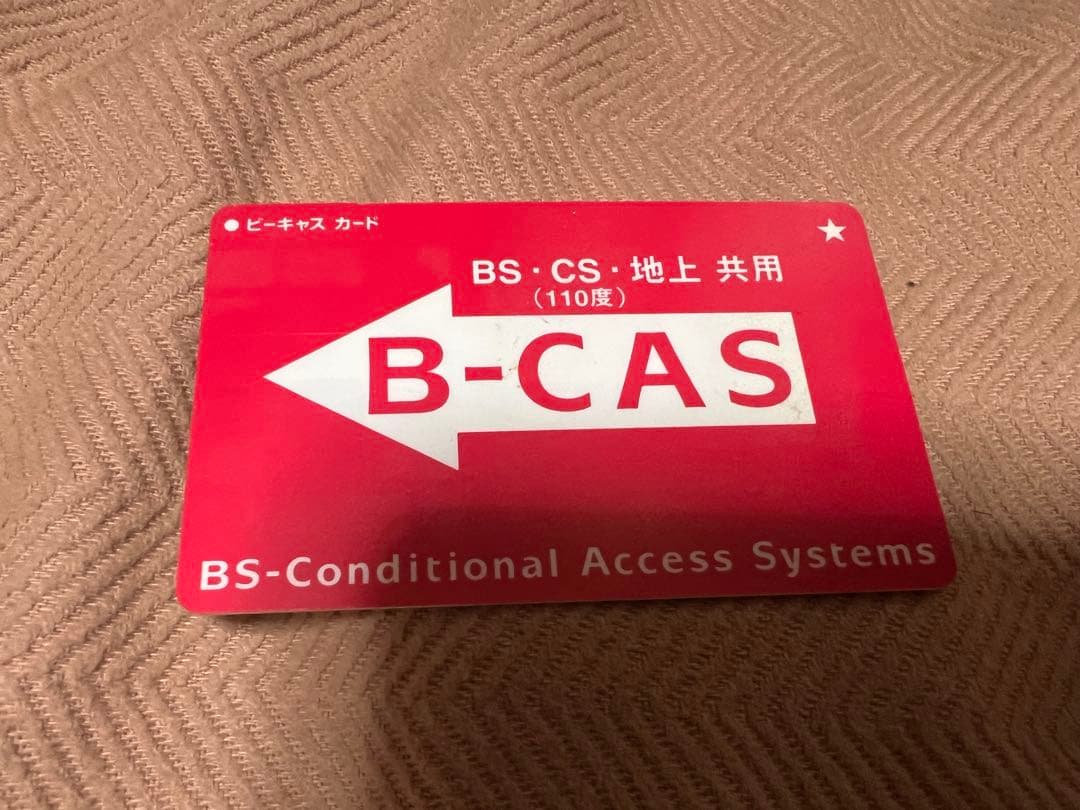 ● ビーキャス カード
★
BS・CS・地上 共用
（110度）
B-CAS
BS-Conditional Access Systems